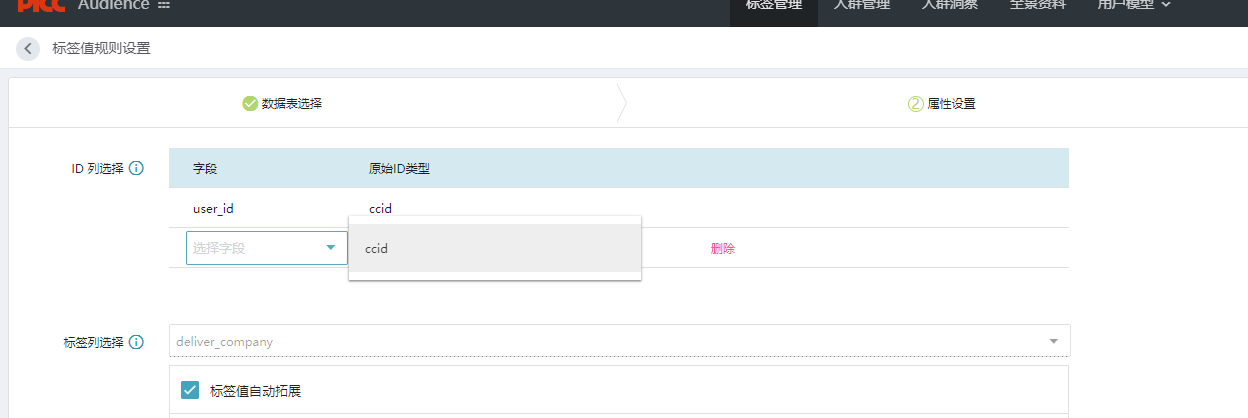 PICC Audience 标签管理 人群管理 人群洞察 全景资料 用户模型
标签值规则设置
数据表选择 2 属性设置
ID 列选择 字段 原始ID类型
user_id ccid
选择字段 ccid 删除
标签列选择 deliver_company
标签值自动拓展